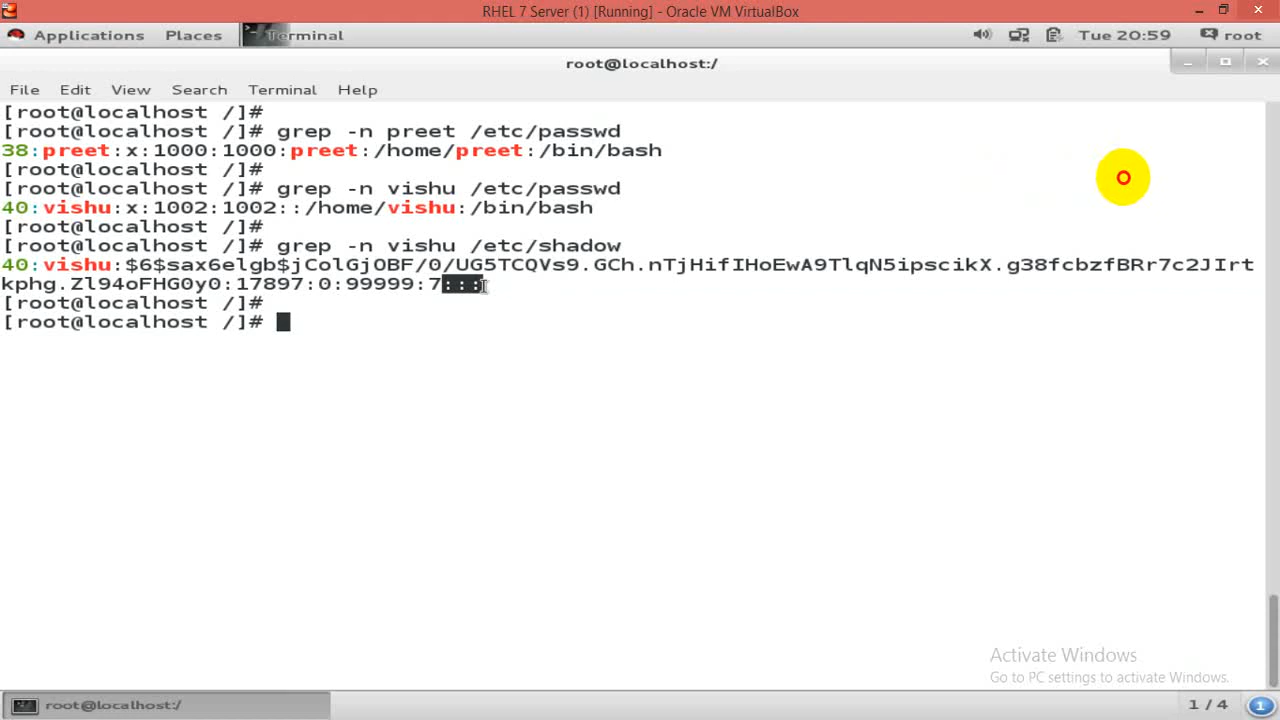 RHEL 7 Server (1) [Running] - Oracle VM VirtualBox
Applications Places Terminal Tue 20:59 root
root@localhost:/
File Edit View Search Terminal Help
[root@localhost /]#
[root@localhost /]# grep -n preet /etc/passwd
38:preet:x:1000:1000:preet:/home/preet:/bin/bash
[root@localhost /]#
[root@localhost /]# grep -n vishu /etc/passwd
40:vishu:x:1002:1002::/home/vishu:/bin/bash
[root@localhost /]#
[root@localhost /]# grep -n vishu /etc/shadow
40:vishu:$6$sax6elgb$jColGjOBF/0/UG5TCQVs9.GCh.nTjHifIHoEwA9TlqN5ipscikX.g38fcbzfBRr7c2JIrt
kphg.Zl94oFHG0y0:17897:0:99999:7:::
[root@localhost /]#
[root@localhost /]#
Activate Windows
Go to PC settings to activate Windows.
root@localhost:/ 1 / 4 1